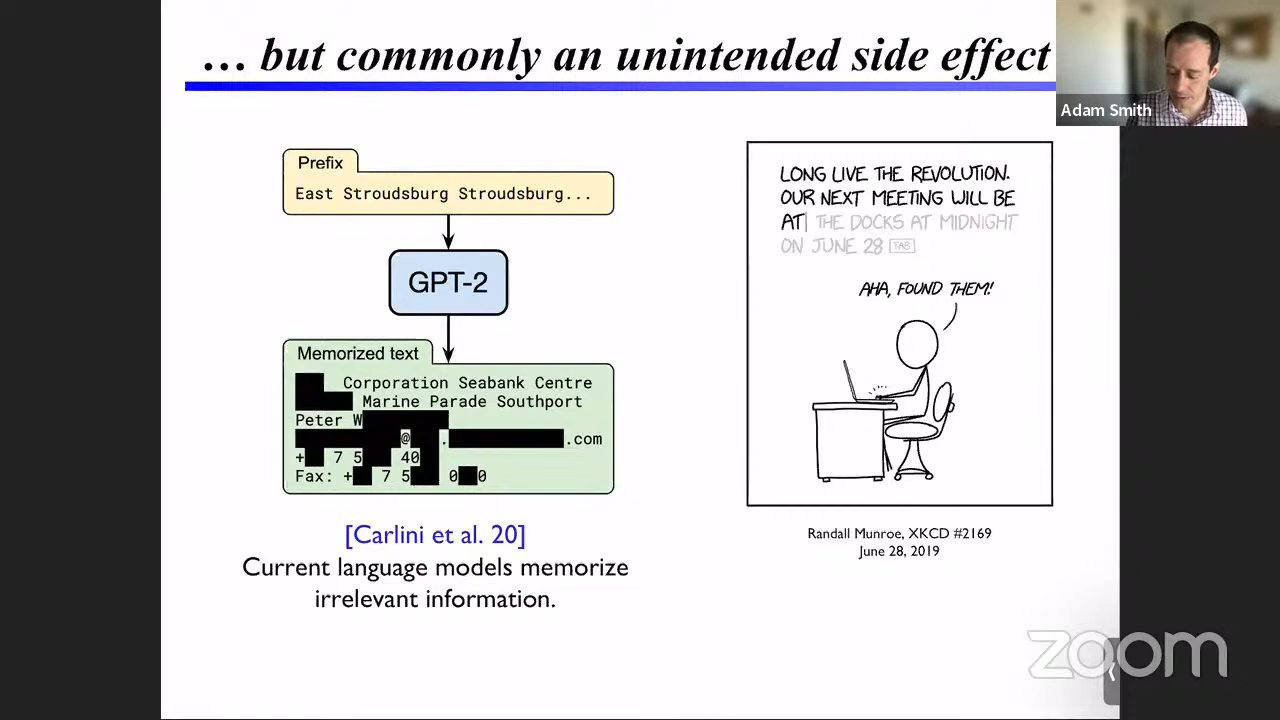 … but commonly an unintended side effect
Adam Smith
Prefix
East Stroudsburg Stroudsburg...
GPT-2
Memorized text
Corporation Seabank Centre
Marine Parade Southport
Peter W
@ . .com
+ 7 5 40
Fax: + 7 5 0 0
[Carlini et al. 20]
Current language models memorize
irrelevant information.
LONG LIVE THE REVOLUTION.
OUR NEXT MEETING WILL BE
AT THE DOCKS AT MIDNIGHT
ON JUNE 28 TAB
AHA, FOUND THEM!
Randall Munroe, XKCD #2169
June 28, 2019
zoom